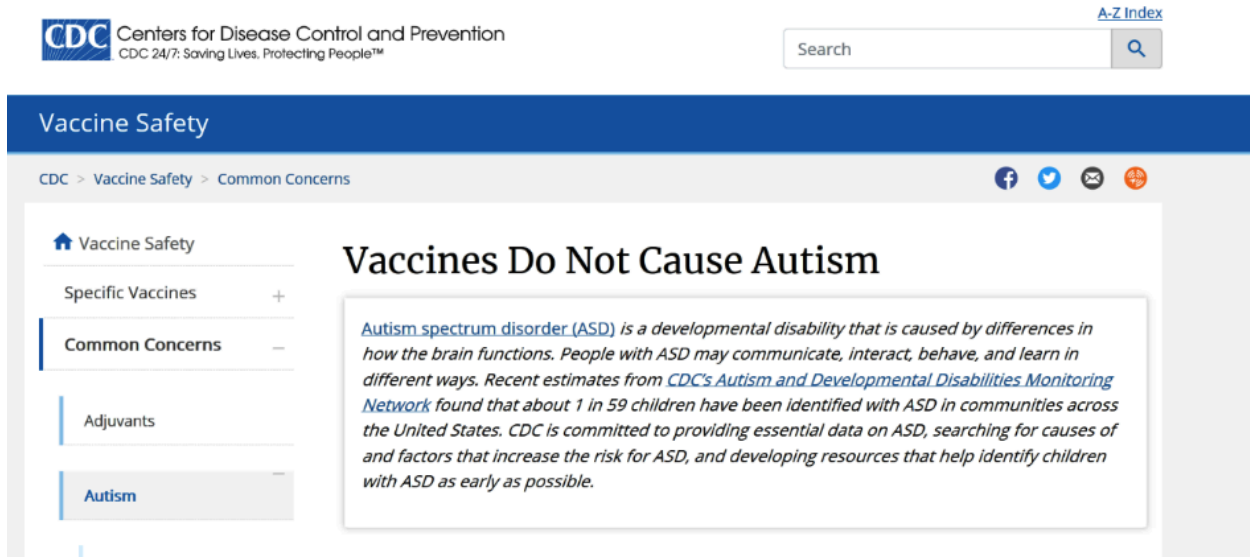 A-Z Index
CDC Centers for Disease Control and Prevention
CDC 24/7: Saving Lives. Protecting People™
Search
Vaccine Safety
CDC > Vaccine Safety > Common Concerns
Vaccine Safety
Specific Vaccines +
Common Concerns –
Adjuvants
Autism –
Vaccines Do Not Cause Autism
Autism spectrum disorder (ASD) is a developmental disability that is caused by differences in
how the brain functions. People with ASD may communicate, interact, behave, and learn in
different ways. Recent estimates from CDC's Autism and Developmental Disabilities Monitoring
Network found that about 1 in 59 children have been identified with ASD in communities across
the United States. CDC is committed to providing essential data on ASD, searching for causes of
and factors that increase the risk for ASD, and developing resources that help identify children
with ASD as early as possible.